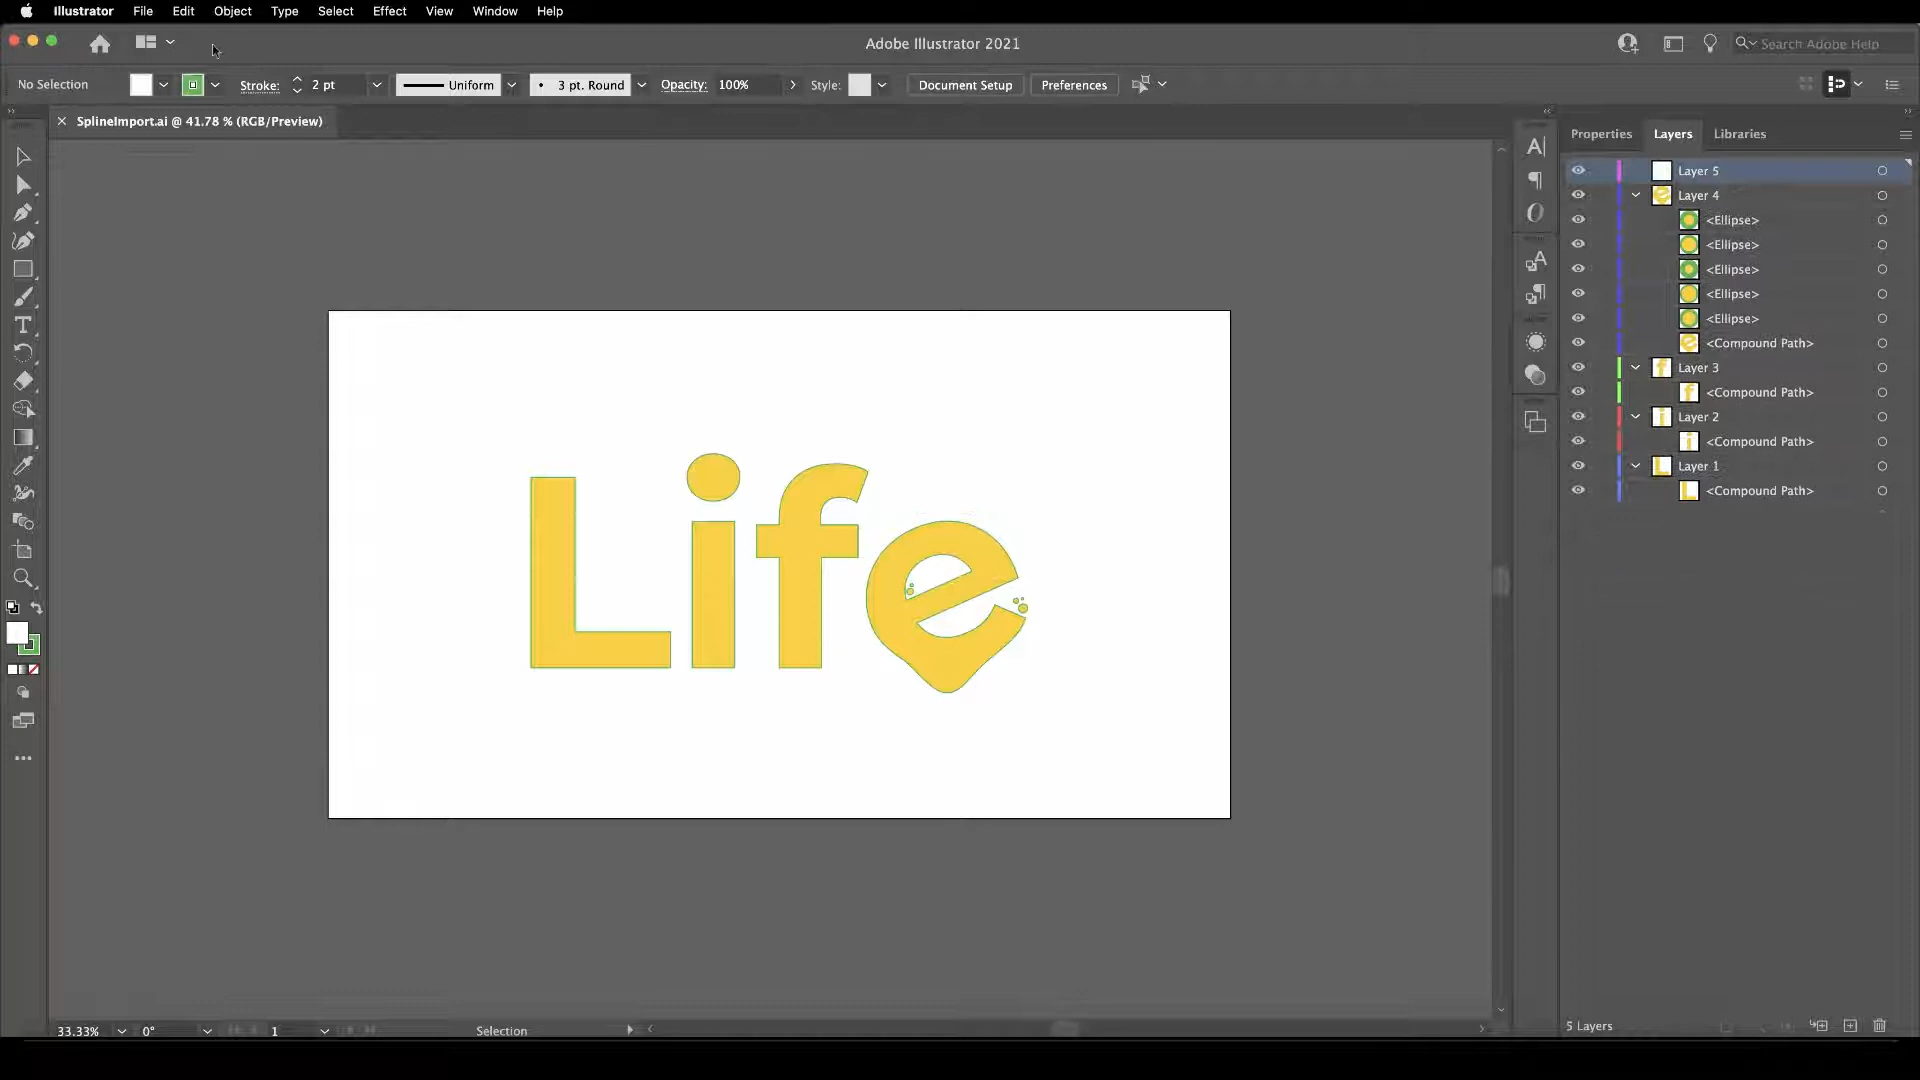 Illustrator File Edit Object Type Select Effect View Window Help
Adobe Illustrator 2021
Search Adobe Help
No Selection
Stroke: 2 pt
Uniform
3 pt. Round
Opacity: 100%
Style:
Document Setup
Preferences
SplineImport.ai @ 41.78 % (RGB/Preview)
Properties Layers Libraries
Layer 5
Layer 4
<Ellipse>
<Ellipse>
<Ellipse>
<Ellipse>
<Ellipse>
<Compound Path>
Layer 3
<Compound Path>
Layer 2
<Compound Path>
Layer 1
<Compound Path>
Life
33.33% 0° 1 Selection
5 Layers